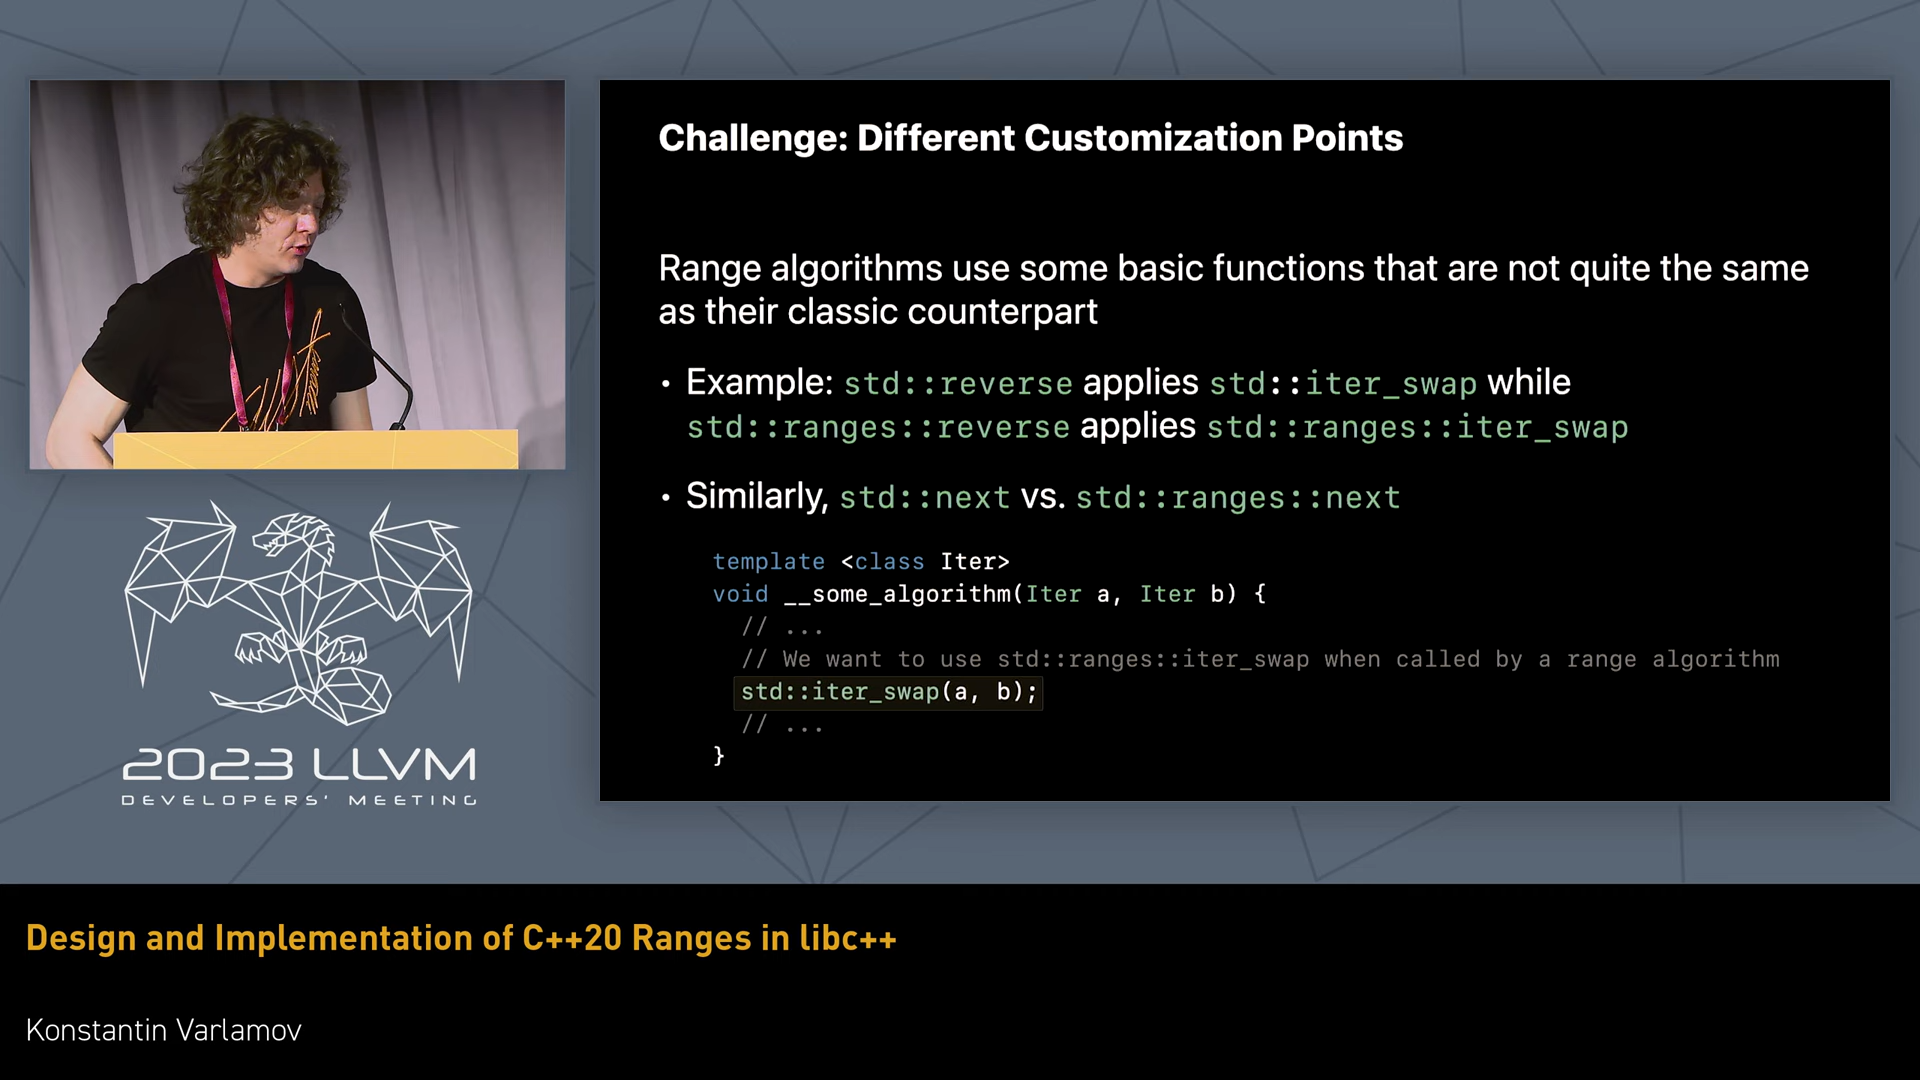 Challenge: Different Customization Points
Range algorithms use some basic functions that are not quite the same
as their classic counterpart
• Example: std::reverse applies std::iter_swap while
std::ranges::reverse applies std::ranges::iter_swap
• Similarly, std::next vs. std::ranges::next
template <class Iter>
void __some_algorithm(Iter a, Iter b) {
// ...
// We want to use std::ranges::iter_swap when called by a range algorithm
std::iter_swap(a, b);
// ...
}
2023 LLVM
DEVELOPERS' MEETING
Design and Implementation of C++20 Ranges in libc++
Konstantin Varlamov